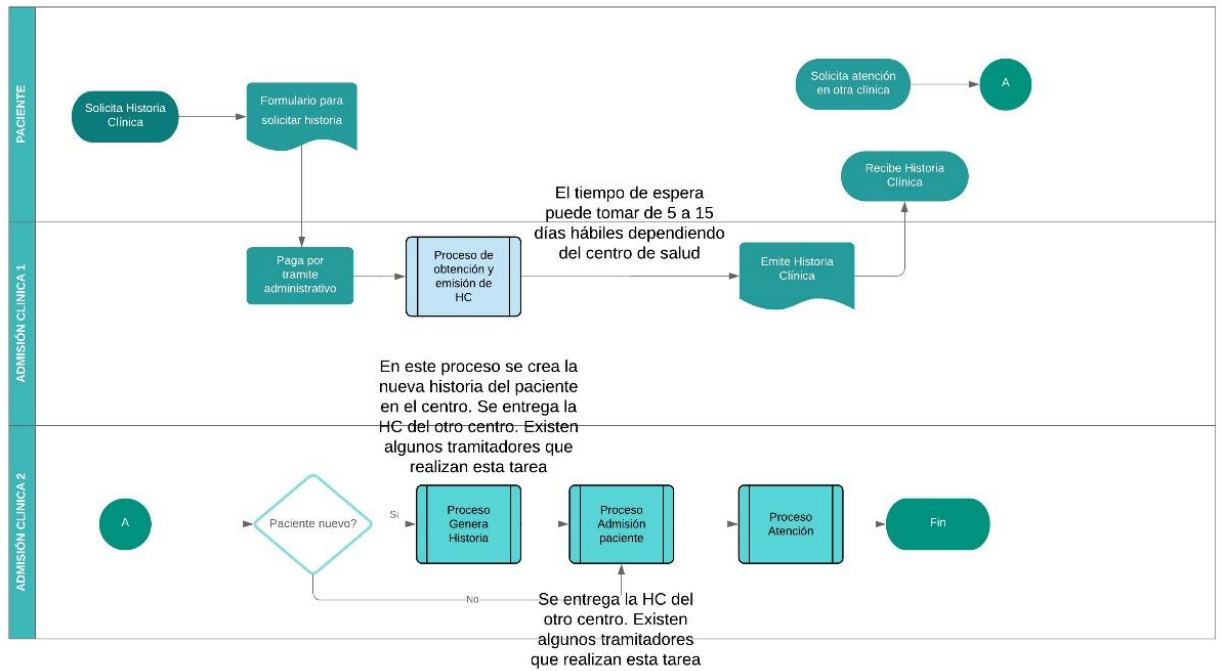 PACIENTE
Solicita Historia
Clínica
Formulario para
solicitar historia
Solicita atención
en otra clínica
A
Recibe Historia
Clínica
ADMISIÓN CLINICA 1
Paga por
tramite
administrativo
Proceso de
obtención y
emisión de
HC
El tiempo de espera
puede tomar de 5 a 15
días hábiles dependiendo
del centro de salud
Emite Historia
Clínica
ADMISIÓN CLINICA 2
En este proceso se crea la
nueva historia del paciente
en el centro. Se entrega la
HC del otro centro. Existen
algunos tramitadores que
realizan esta tarea
A
Paciente nuevo?
Si
Proceso
Genera
Historia
Proceso
Admisión
paciente
Proceso
Atención
Fin
No
Se entrega la HC del
otro centro. Existen
algunos tramitadores
que realizan esta tarea